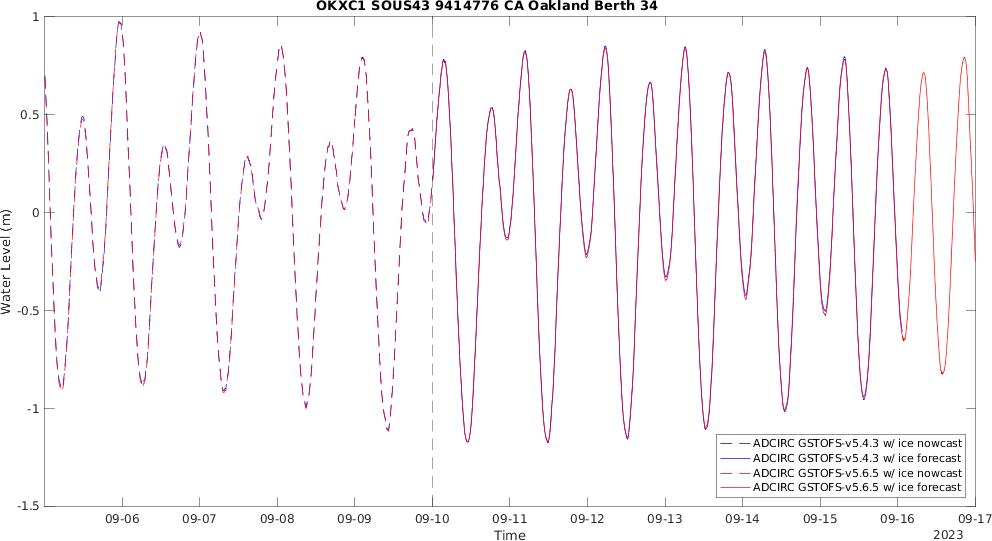 OKXC1 SOUS43 9414776 CA Oakland Berth 34
1
0.5
0
-0.5
-1
-1.5
Water Level (m)
09-06 09-07 09-08 09-09 09-10 09-11 09-12 09-13 09-14 09-15 09-16 09-17
Time
2023
ADCIRC GSTOFS-v5.4.3 w/ ice nowcast
ADCIRC GSTOFS-v5.4.3 w/ ice forecast
ADCIRC GSTOFS-v5.6.5 w/ ice nowcast
ADCIRC GSTOFS-v5.6.5 w/ ice forecast